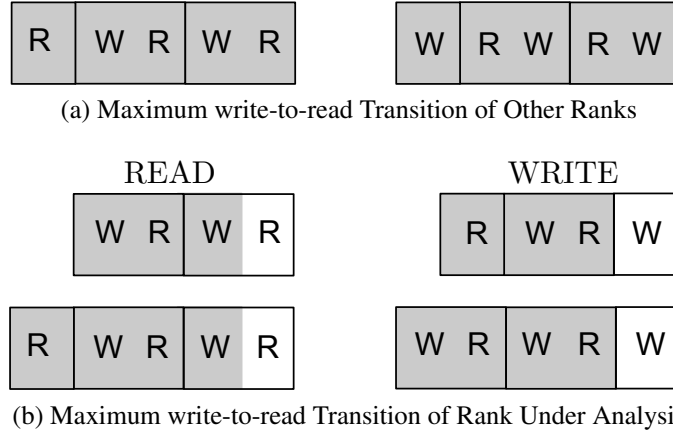 R W R W R W R W R W
(a) Maximum write-to-read Transition of Other Ranks
READ WRITE
W R W R R W R W
R W R W R W R W R W
(b) Maximum write-to-read Transition of Rank Under Analysi